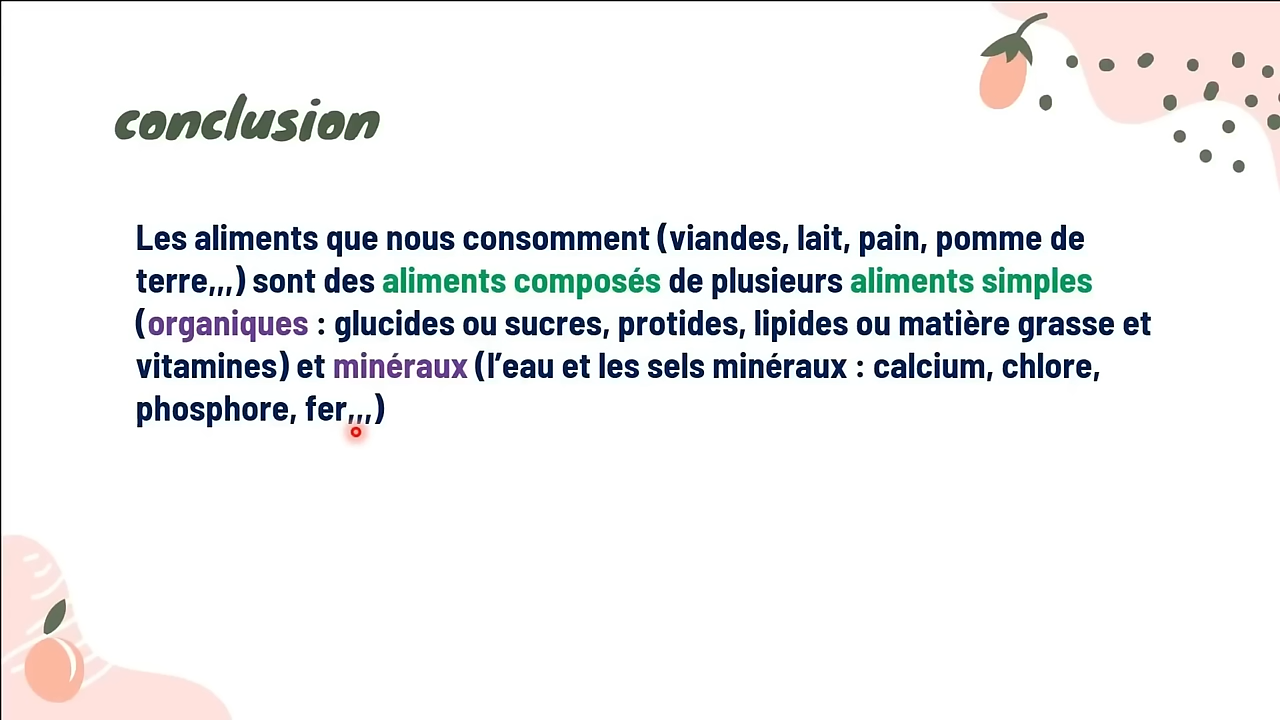 conclusion
Les aliments que nous consomment (viandes, lait, pain, pomme de
terre,,,) sont des aliments composés de plusieurs aliments simples
(organiques : glucides ou sucres, protides, lipides ou matière grasse et
vitamines) et minéraux (l’eau et les sels minéraux : calcium, chlore,
phosphore, fer,,,)